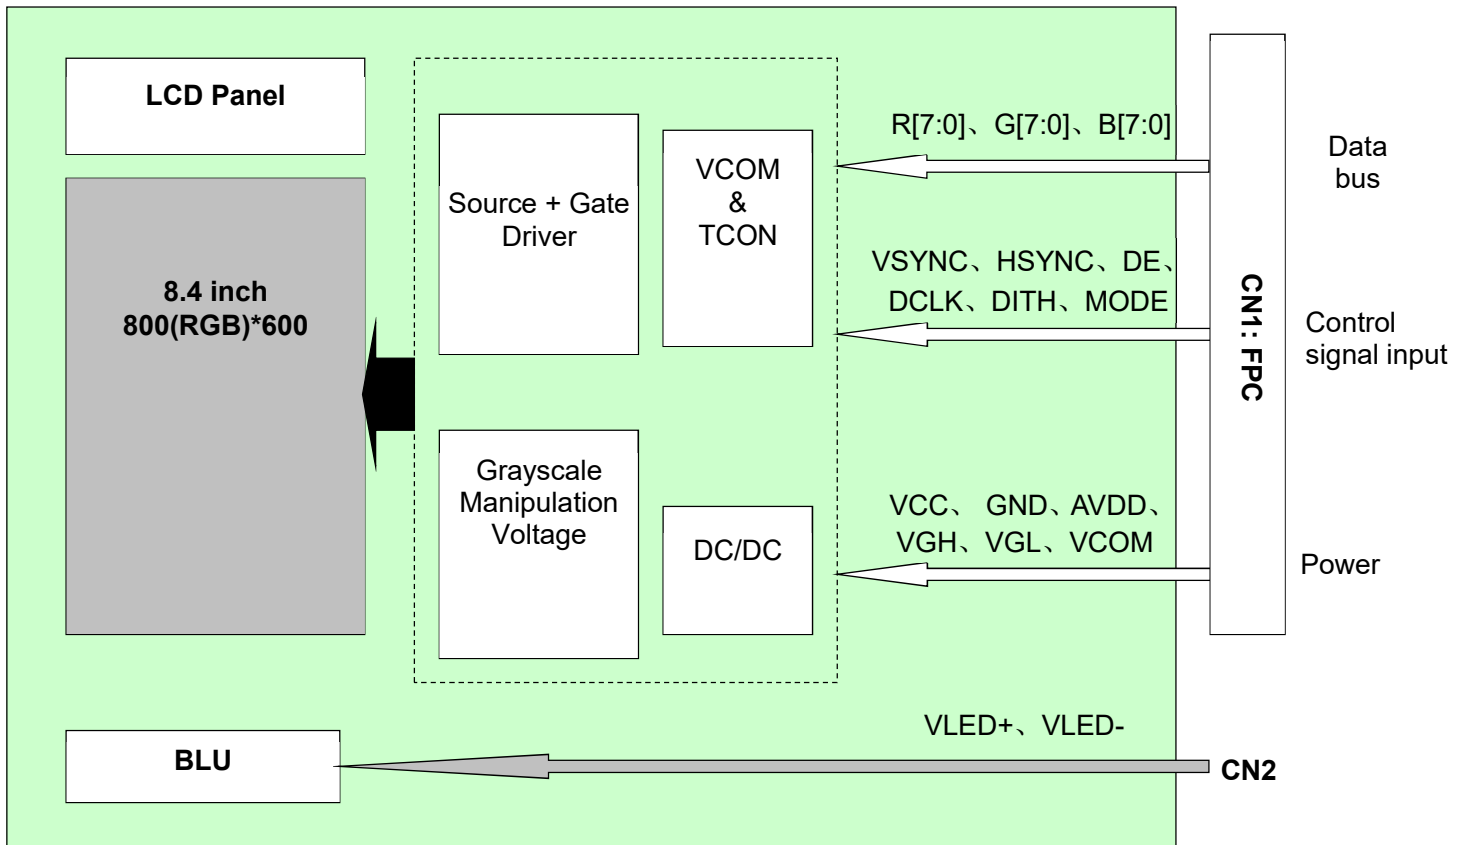 LCD Panel
8.4 inch
800(RGB)*600
Source + Gate
Driver
VCOM
&
TCON
Grayscale
Manipulation
Voltage
DC/DC
R[7:0]、G[7:0]、B[7:0]
VSYNC、HSYNC、DE、
DCLK、DITH、MODE
VCC、 GND、AVDD、
VGH、VGL、VCOM
CN1: FPC
Data
bus
Control
signal input
Power
BLU
VLED+、VLED-
CN2